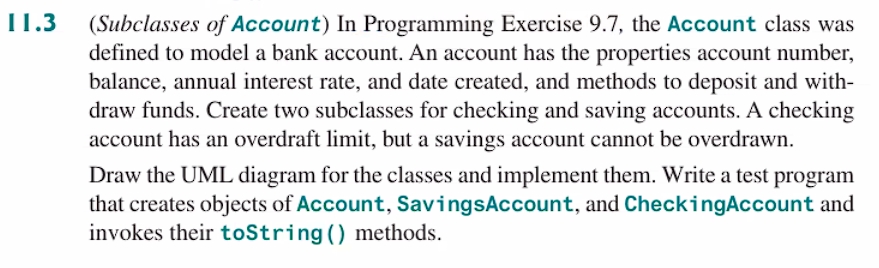 11.3 (Subclasses of Account) In Programming Exercise 9.7, the Account class was
defined to model a bank account. An account has the properties account number,
balance, annual interest rate, and date created, and methods to deposit and with-
draw funds. Create two subclasses for checking and saving accounts. A checking
account has an overdraft limit, but a savings account cannot be overdrawn.
Draw the UML diagram for the classes and implement them. Write a test program
that creates objects of Account, SavingsAccount, and CheckingAccount and
invokes their toString() methods.